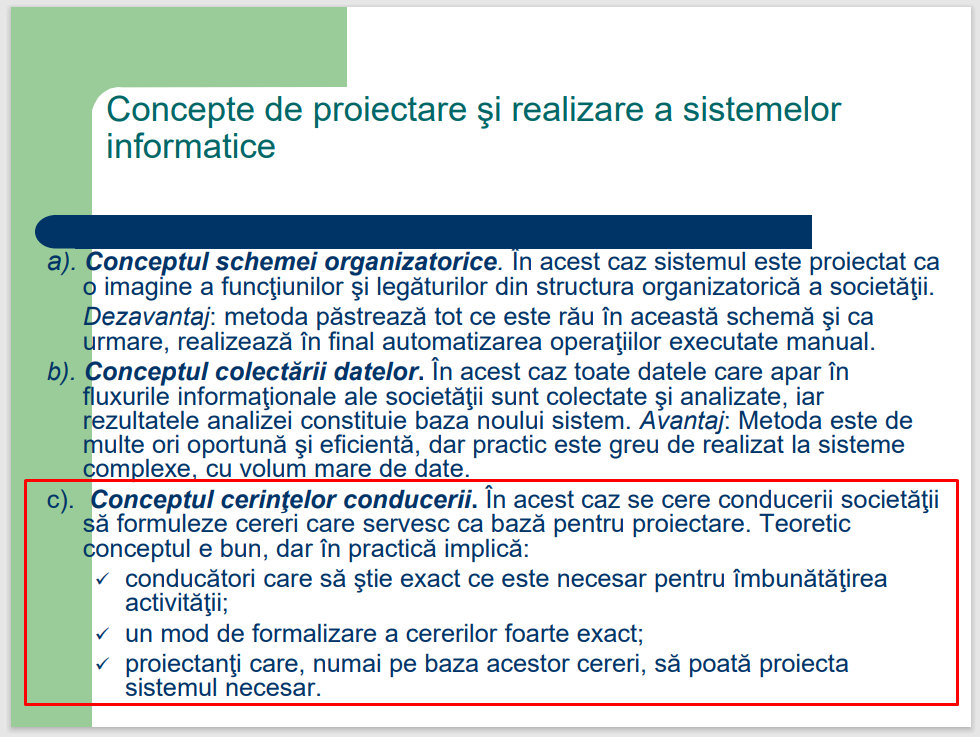 Concepte de proiectare şi realizare a sistemelor
informatice
a). Conceptul schemei organizatorice. În acest caz sistemul este proiectat ca
o imagine a funcţiunilor şi legăturilor din structura organizatorică a societăţii.
Dezavantaj: metoda păstrează tot ce este rău în această schemă şi ca
urmare, realizează în final automatizarea operaţiilor executate manual.
b). Conceptul colectării datelor. În acest caz toate datele care apar în
fluxurile informaţionale ale societăţii sunt colectate şi analizate, iar
rezultatele analizei constituie baza noului sistem. Avantaj: Metoda este de
multe ori oportună şi eficientă, dar practic este greu de realizat la sisteme
complexe, cu volum mare de date.
c). Conceptul cerinţelor conducerii. În acest caz se cere conducerii societăţii
să formuleze cereri care servesc ca bază pentru proiectare. Teoretic
conceptul e bun, dar în practică implică:
✓ conducători care să ştie exact ce este necesar pentru îmbunătăţirea
activităţii;
✓ un mod de formalizare a cererilor foarte exact;
✓ proiectanţi care, numai pe baza acestor cereri, să poată proiecta
sistemul necesar.